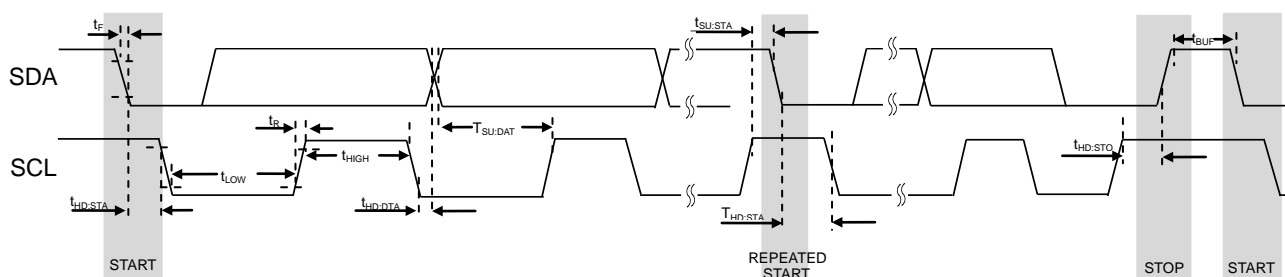 tF
tSU:STA
tBUF
SDA
tR
TSU:DAT
tHIGH
tHD:STO
SCL
tLOW
tHD:STA
tHD:DTA
THD:STA
START
REPEATED
START
STOP
START